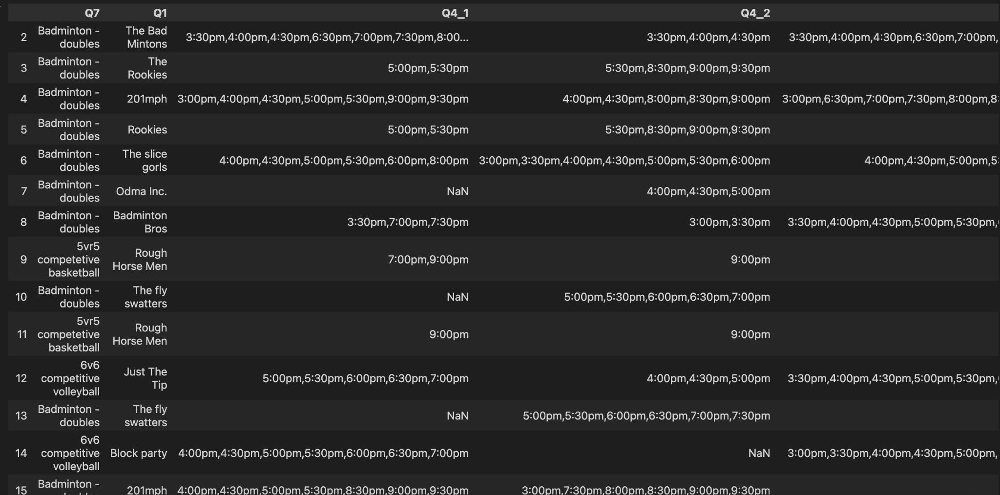 Q7 Q1 Q4_1 Q4_2
2 Badminton - doubles The Bad Mintons 3:30pm,4:00pm,4:30pm,6:30pm,7:00pm,7:30pm,8:00... 3:30pm,4:00pm,4:30pm 3:30pm,4:00pm,4:30pm,6:30pm,7:00pm,
3 Badminton - doubles The Rookies 5:00pm,5:30pm 5:30pm,8:30pm,9:00pm,9:30pm
4 Badminton - doubles 201mph 3:00pm,4:00pm,4:30pm,5:00pm,5:30pm,9:00pm,9:30pm 4:00pm,4:30pm,8:00pm,8:30pm,9:00pm 3:00pm,6:30pm,7:00pm,7:30pm,8:00pm,8:
5 Badminton - doubles Rookies 5:00pm,5:30pm 5:30pm,8:30pm,9:00pm,9:30pm
6 Badminton - doubles The slice gorls 4:00pm,4:30pm,5:00pm,5:30pm,6:00pm,8:00pm 3:00pm,3:30pm,4:00pm,4:30pm,5:00pm,5:30pm,6:00pm 4:00pm,4:30pm,5:00pm,5:
7 Badminton - doubles Odma Inc. NaN 4:00pm,4:30pm,5:00pm
8 Badminton - doubles Badminton Bros 3:30pm,7:00pm,7:30pm 3:00pm,3:30pm 3:30pm,4:00pm,4:30pm,5:00pm,5:30pm,
9 5vr5 competetive basketball Rough Horse Men 7:00pm,9:00pm 9:00pm
10 Badminton - doubles The fly swatters NaN 5:00pm,5:30pm,6:00pm,6:30pm,7:00pm
11 5vr5 competetive basketball Rough Horse Men 9:00pm 9:00pm
12 6v6 competitive volleyball Just The Tip 5:00pm,5:30pm,6:00pm,6:30pm,7:00pm 4:00pm,4:30pm,5:00pm 3:30pm,4:00pm,4:30pm,5:00pm,5:30pm,
13 Badminton - doubles The fly swatters NaN 5:00pm,5:30pm,6:00pm,6:30pm,7:00pm,7:30pm
14 6v6 competitive volleyball Block party 4:00pm,4:30pm,5:00pm,5:30pm,6:00pm,6:30pm,7:00pm NaN 3:00pm,3:30pm,4:00pm,4:30pm,5:00pm,
15 Badminton - 201mph 4:00pm,4:30pm,5:00pm,5:30pm,8:30pm,9:00pm,9:30pm 3:00pm,7:30pm,8:00pm,8:30pm,9:00pm,9:30pm